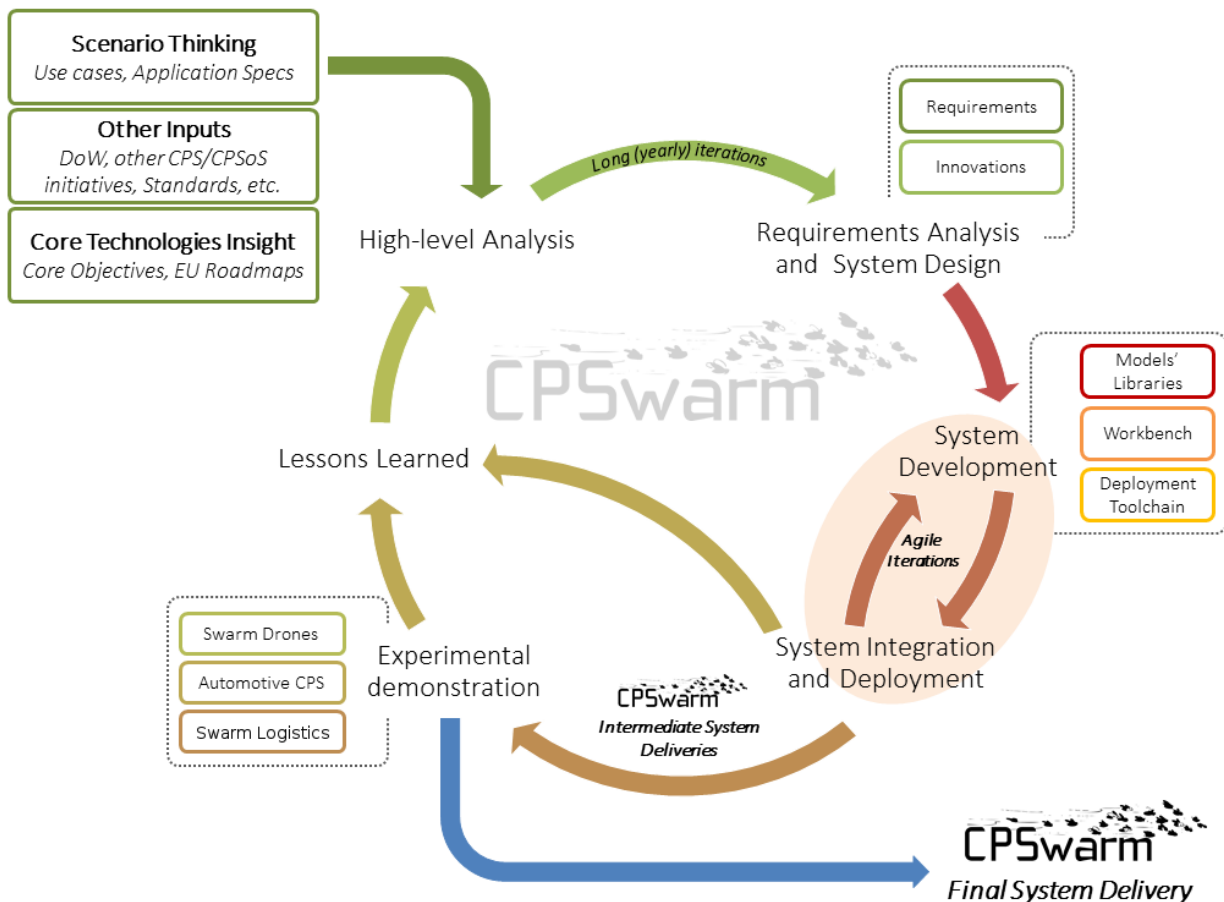 Scenario Thinking
Use cases, Application Specs
Other Inputs
DoW, other CPS/CPSoS
initiatives, Standards, etc.
Core Technologies Insight
Core Objectives, EU Roadmaps
Long (yearly) iterations
Requirements
Innovations
High-level Analysis
Requirements Analysis
and System Design
CPSwarm
Models'
Libraries
Workbench
Deployment
Toolchain
System
Development
Lessons Learned
Agile
Iterations
Swarm Drones
Automotive CPS
Swarm Logistics
Experimental
demonstration
System Integration
and Deployment
CPSwarm
Intermediate System
Deliveries
CPSwarm
Final System Delivery